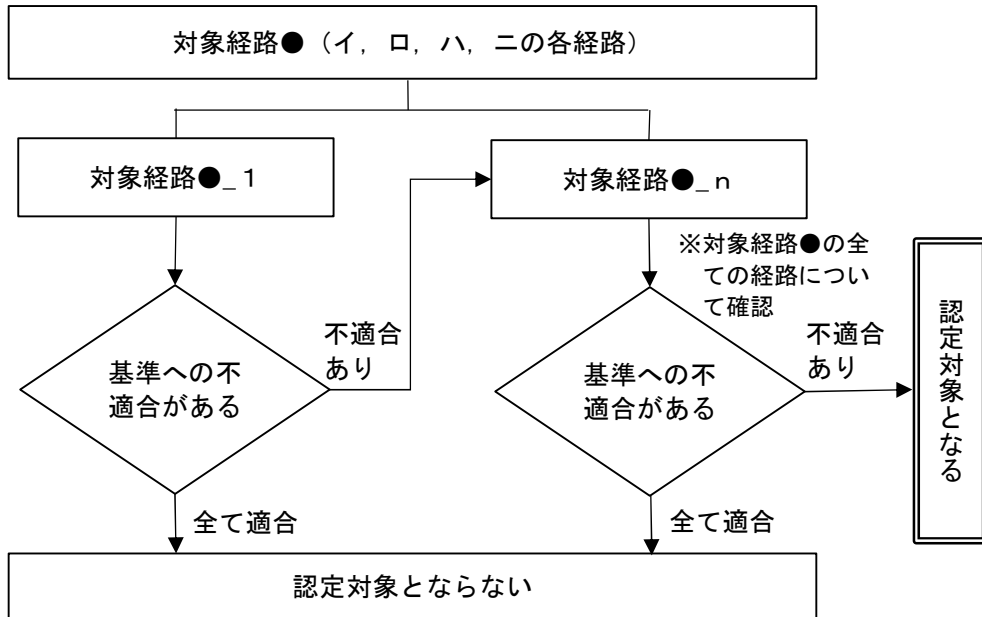 対象経路●（イ，ロ，ハ，ニの各経路）
対象経路●_１
対象経路●_ｎ
※対象経路●の全
ての経路につい
て確認
基準への不
適合がある
不適合
あり
基準への不
適合がある
不適合
あり
認定対象となる
全て適合
全て適合
認定対象とならない